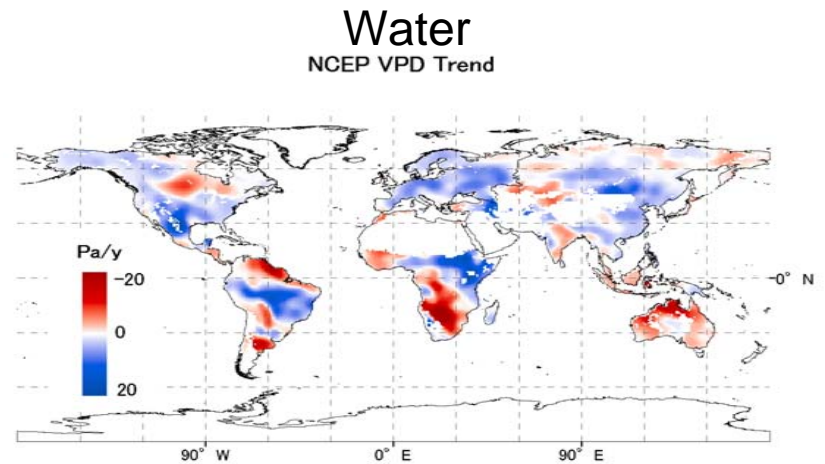 Water
NCEP VPD Trend
Pa/y
-20
0
20
0° N
90° W
0° E
90° E